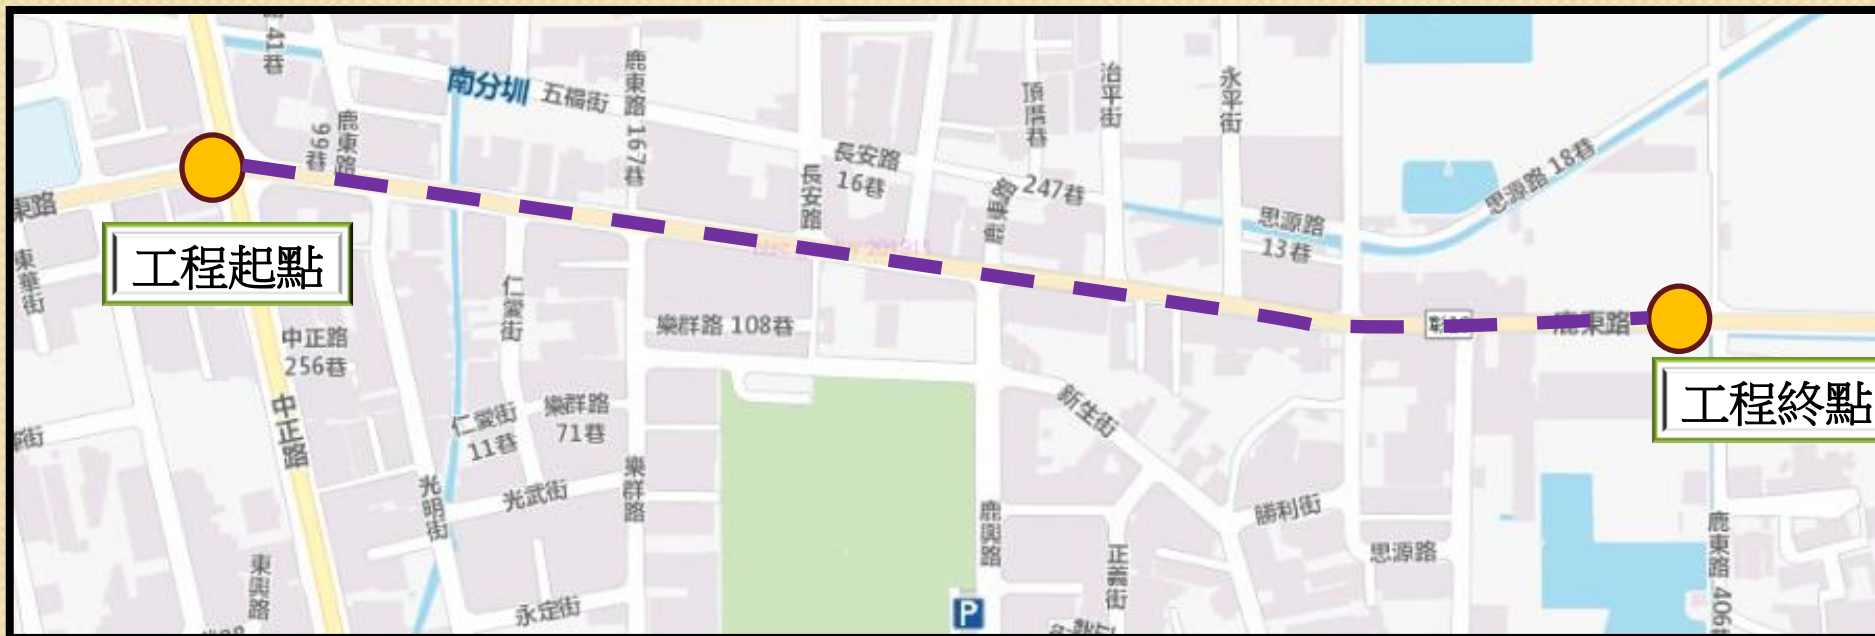 41巷
南分圳
五福街
鹿東路 167巷
鹿東路
99巷
頂厝巷
治平街
永平街
長安路
16巷
長安路
247巷
思源路 18巷
思源路
13巷
東路
東華街
工程起點
仁愛街
樂群路 108巷
中正路
256巷
鹿東路
工程終點
中正路
仁愛街
11巷
樂群路
71巷
新生街
光明街
光武街
樂群路
鹿興路
勝利街
思源路
正義街
東興路
永定街
P
鹿東路 406巷